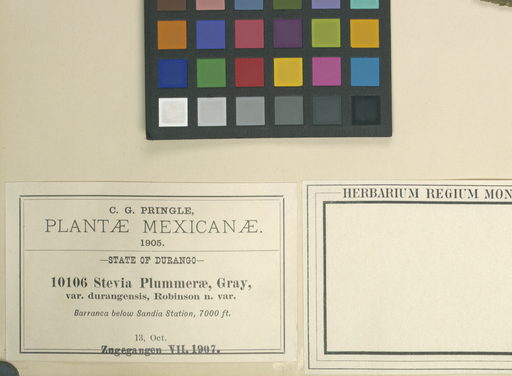 C. G. PRINGLE,
PLANTÆ MEXICANÆ.
1905.
—STATE OF DURANGO—
10106 Stevia Plummeræ, Gray,
var. durangensis, Robinson n. var.
Barranca below Sandia Station, 7000 ft.
13, Oct.
Zugegangen VII. 1907.
HERBARIUM REGIUM MON